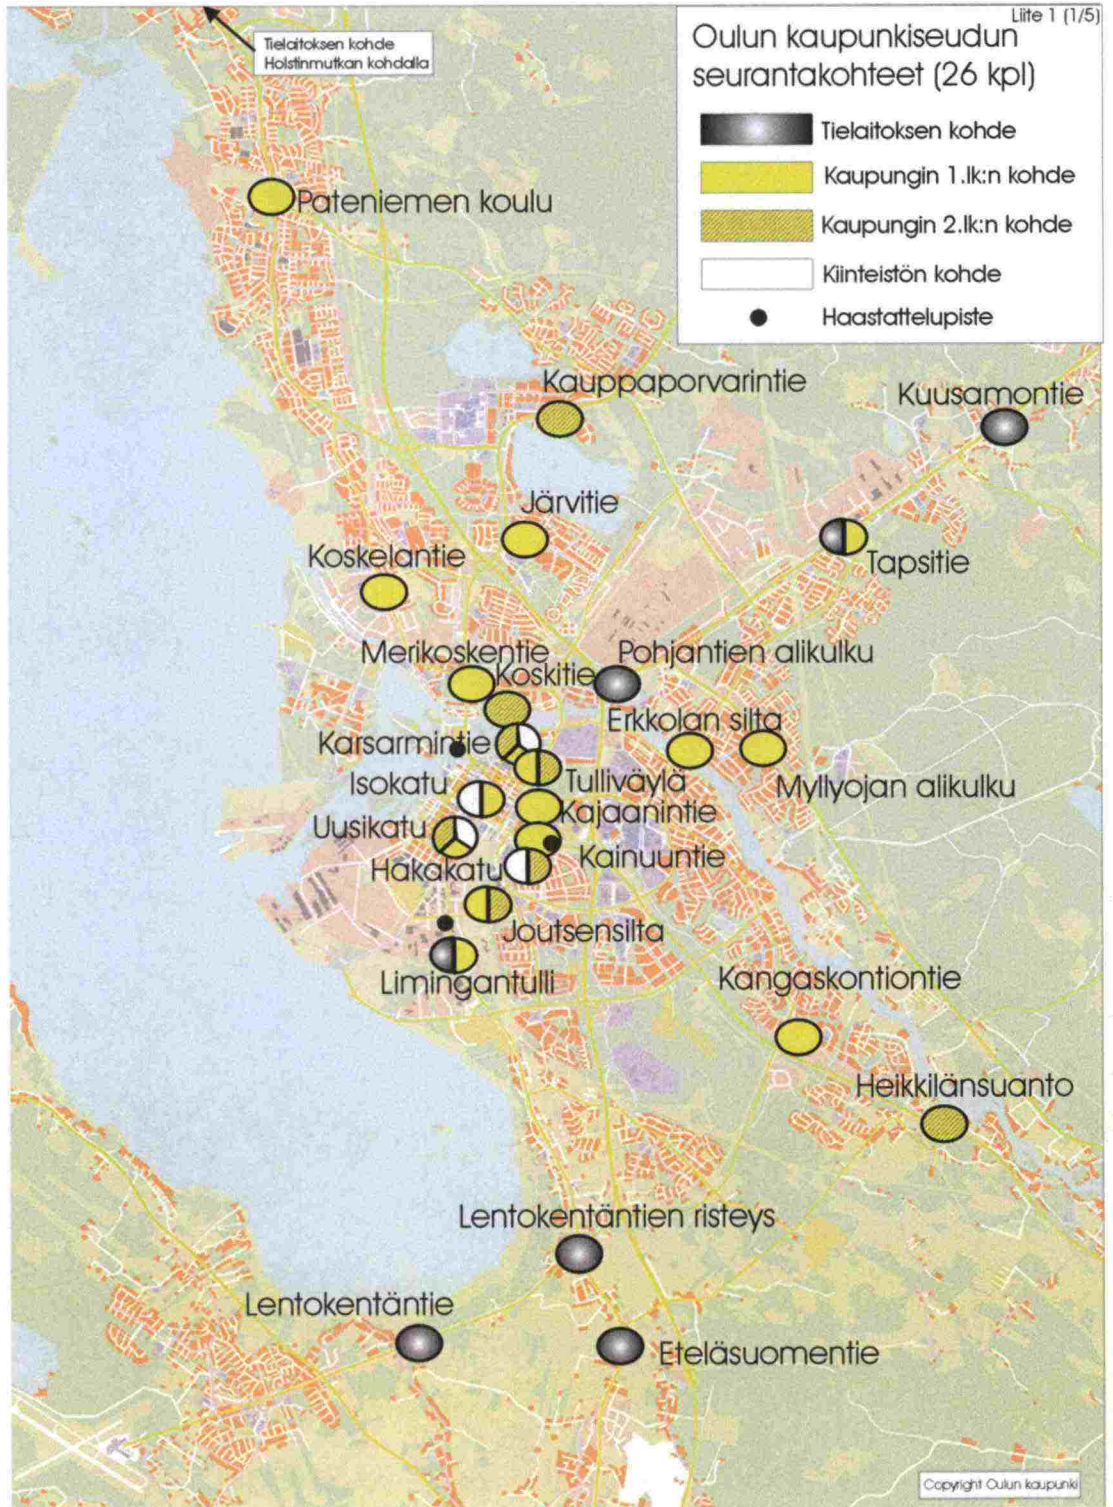 Liite 1 (1/5)
Tielaitoksen kohde
Holstinmutkan kohdalla
Oulun kaupunkiseudun
seurantakohteet (26 kpl)
Tielaitoksen kohde
Kaupungin 1.lk:n kohde
Kaupungin 2.lk:n kohde
Kiinteistön kohde
Haastattelupiste
Pateniemen koulu
Kauppaporvarintie
Kuusamontie
Järvitie
Tapsitie
Koskelantie
Merikoskentie
Koskitie
Pohjantien alikulku
Erkkolan silta
Karsarmintie
Tulliväylä
Myllyojan alikulku
Isokatu
Kajaanintie
Uusikatu
Kainuuntie
Hakakatu
Joutsensilta
Limingantulli
Kangaskontiontie
Heikkilänsuanto
Lentokentäntien risteys
Lentokentäntie
Eteläsuomentie
Copyright Oulun kaupunki